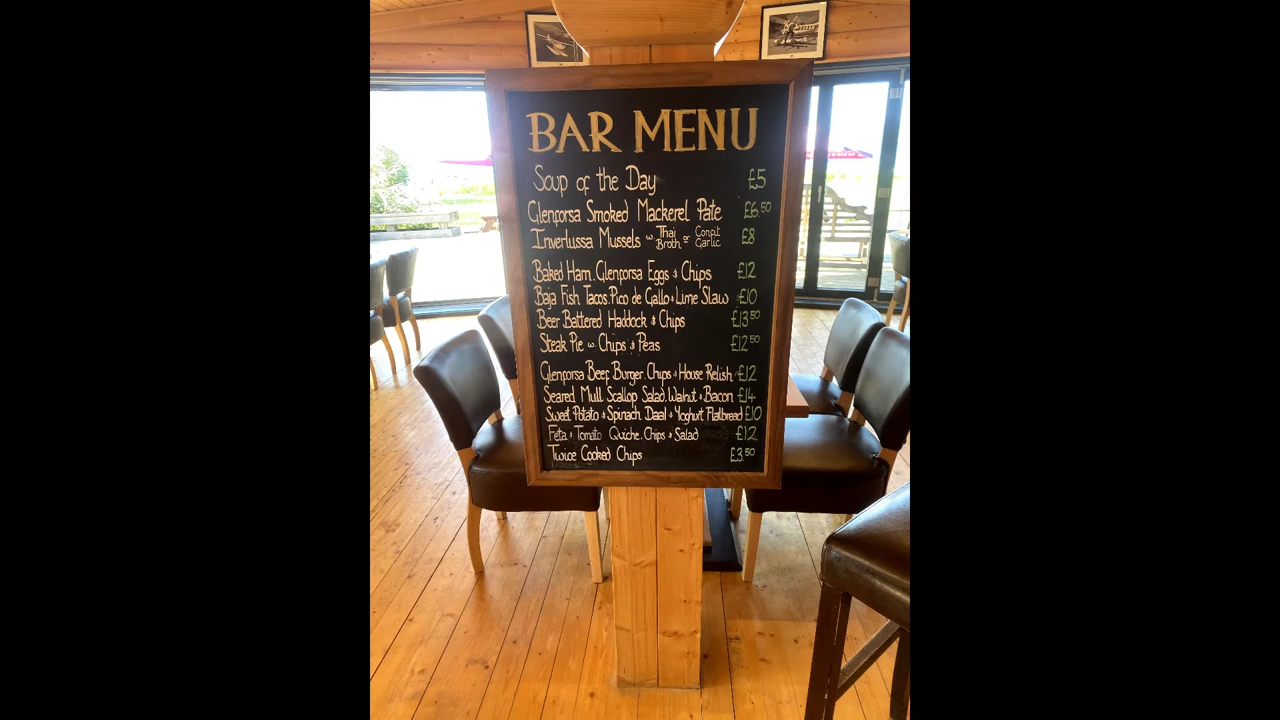 BAR MENU
Soup of the Day £5
Glenforsa Smoked Mackerel Pate £6.50
Inverlussa Mussels w Thai Broth or Confit Garlic £8
Baked Ham, Glenforsa Eggs & Chips £12
Baja Fish Tacos, Pico de Gallo & Lime Slaw £10
Beer Battered Haddock & Chips £13.50
Steak Pie w. Chips & Peas £12.50
Glenforsa Beef Burger, Chips & House Relish £12
Seared Mull Scallop Salad, Walnut & Bacon £14
Sweet Potato & Spinach Daal & Yoghurt Flatbread £10
Feta & Tomato Quiche, Chips & Salad £12
Twice Cooked Chips £3.50